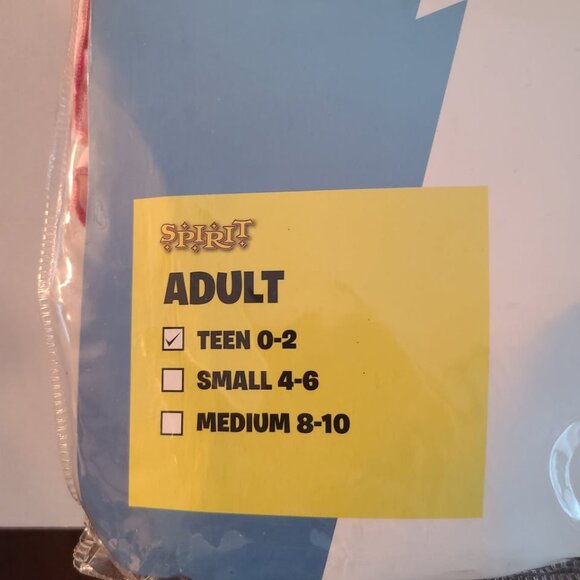 SPIRIT
ADULT
TEEN 0-2
SMALL 4-6
MEDIUM 8-10